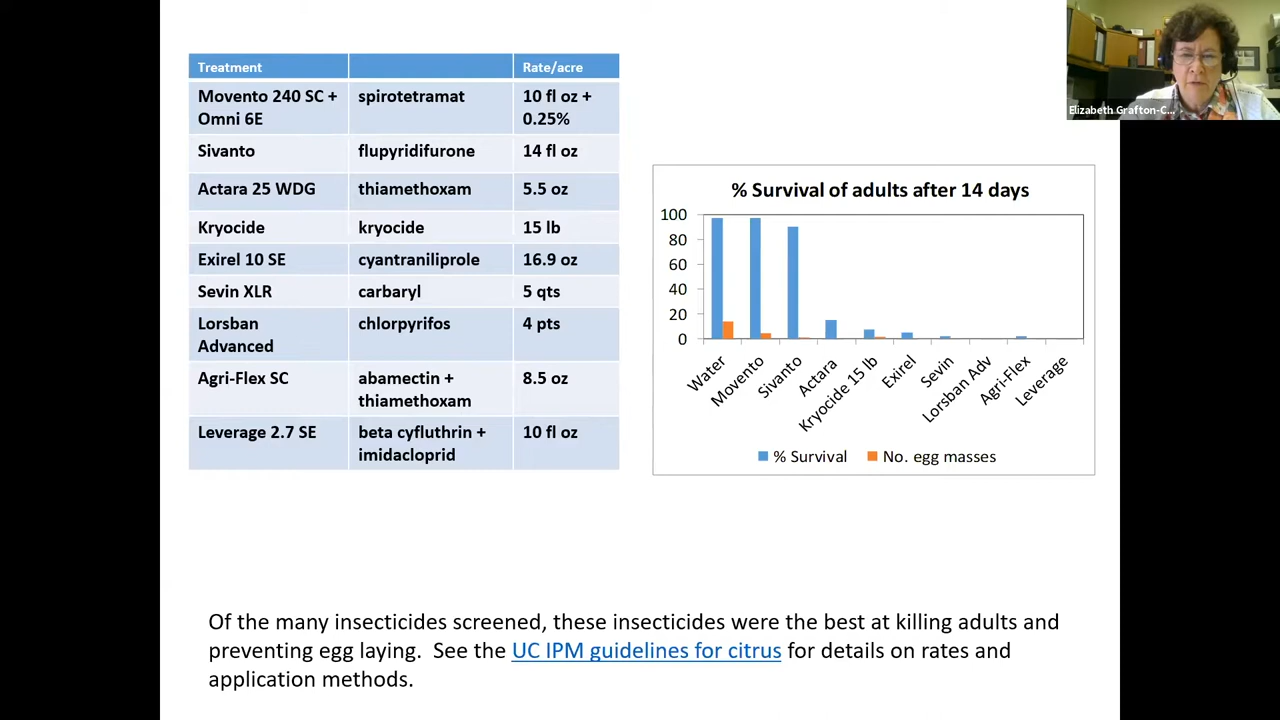 Elizabeth Grafton-C...
Treatment Rate/acre
Movento 240 SC + spirotetramat 10 fl oz +
Omni 6E 0.25%
Sivanto flupyridifurone 14 fl oz
Actara 25 WDG thiamethoxam 5.5 oz
Kryocide kryocide 15 lb
Exirel 10 SE cyantraniliprole 16.9 oz
Sevin XLR carbaryl 5 qts
Lorsban chlorpyrifos 4 pts
Advanced
Agri-Flex SC abamectin + 8.5 oz
thiamethoxam
Leverage 2.7 SE beta cyfluthrin + 10 fl oz
imidacloprid
% Survival of adults after 14 days
100
80
60
40
20
0
Water Movento Sivanto Actara Kryocide 15 lb Exirel Sevin Lorsban Adv Agri-Flex Leverage
% Survival No. egg masses
Of the many insecticides screened, these insecticides were the best at killing adults and
preventing egg laying. See the UC IPM guidelines for citrus for details on rates and
application methods.